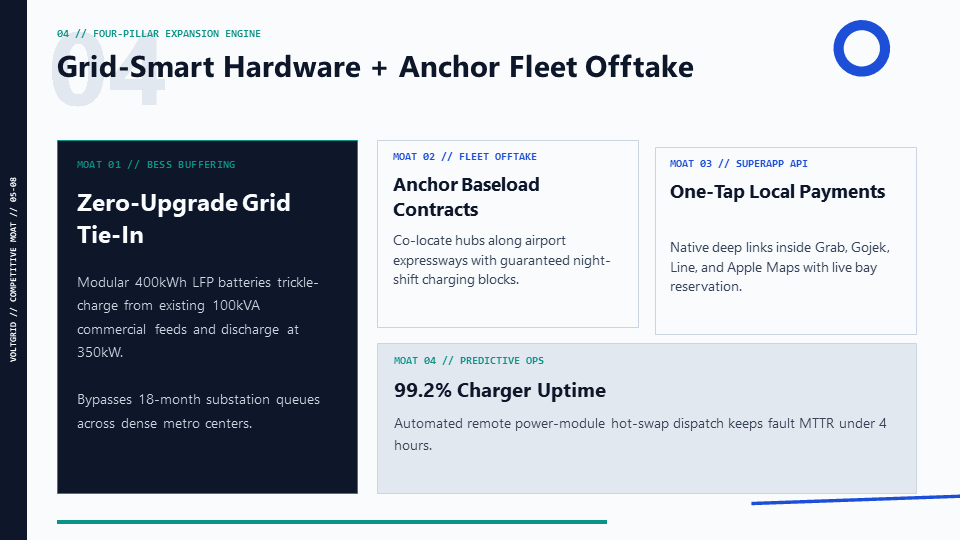 04
04 // FOUR-PILLAR EXPANSION ENGINE
Grid-Smart Hardware + Anchor Fleet Offtake
VOLTGRID // COMPETITIVE MOAT // 05-08
MOAT 01 // BESS BUFFERING
Zero-Upgrade Grid
Tie-In
Modular 400kWh LFP batteries trickle-
charge from existing 100kVA
commercial feeds and discharge at
350kW.
Bypasses 18-month substation queues
across dense metro centers.
MOAT 02 // FLEET OFFTAKE
Anchor Baseload
Contracts
Co-locate hubs along airport
expressways with guaranteed night-
shift charging blocks.
MOAT 03 // SUPERAPP API
One-Tap Local Payments
Native deep links inside Grab, Gojek,
Line, and Apple Maps with live bay
reservation.
MOAT 04 // PREDICTIVE OPS
99.2% Charger Uptime
Automated remote power-module hot-swap dispatch keeps fault MTTR under 4
hours.